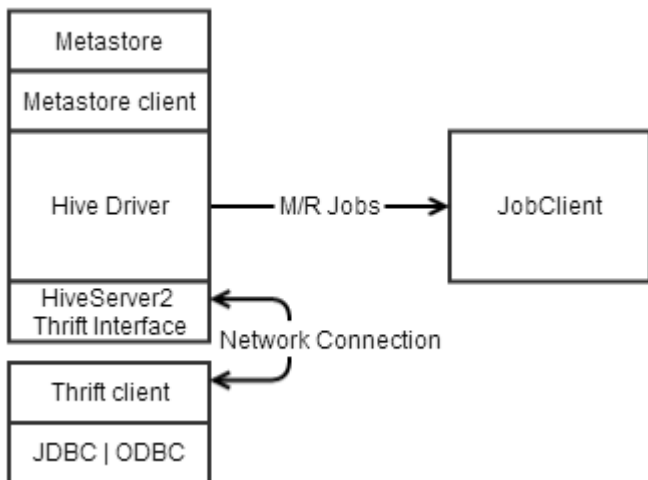 Metastore
Metastore client
Hive Driver
M/R Jobs
JobClient
HiveServer2
Thrift Interface
Network Connection
Thrift client
JDBC | ODBC